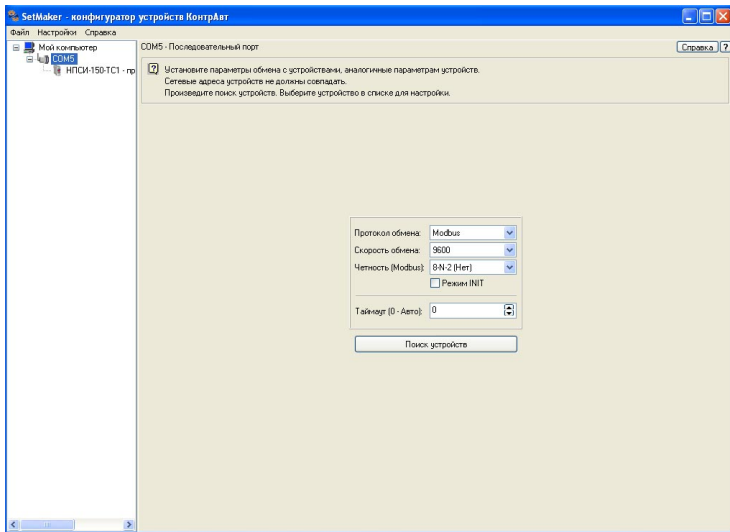 SetMaker - конфигуратор устройств КонтрАвт
Файл Настройки Справка
Мой компьютер
COM5
НПСИ-150-ТС1 - пр
COM5 - Последовательный порт
Справка ?
Установите параметры обмена с устройствами, аналогичные параметрам устройств.
Сетевые адреса устройств не должны совпадать.
Произведите поиск устройств. Выберите устройство в списке для настройки.
Протокол обмена: Modbus
Скорость обмена: 9600
Четность (Modbus): 8-N-2 (Нет)
Режим INIT
Таймаут (0 - Авто): 0
Поиск устройств